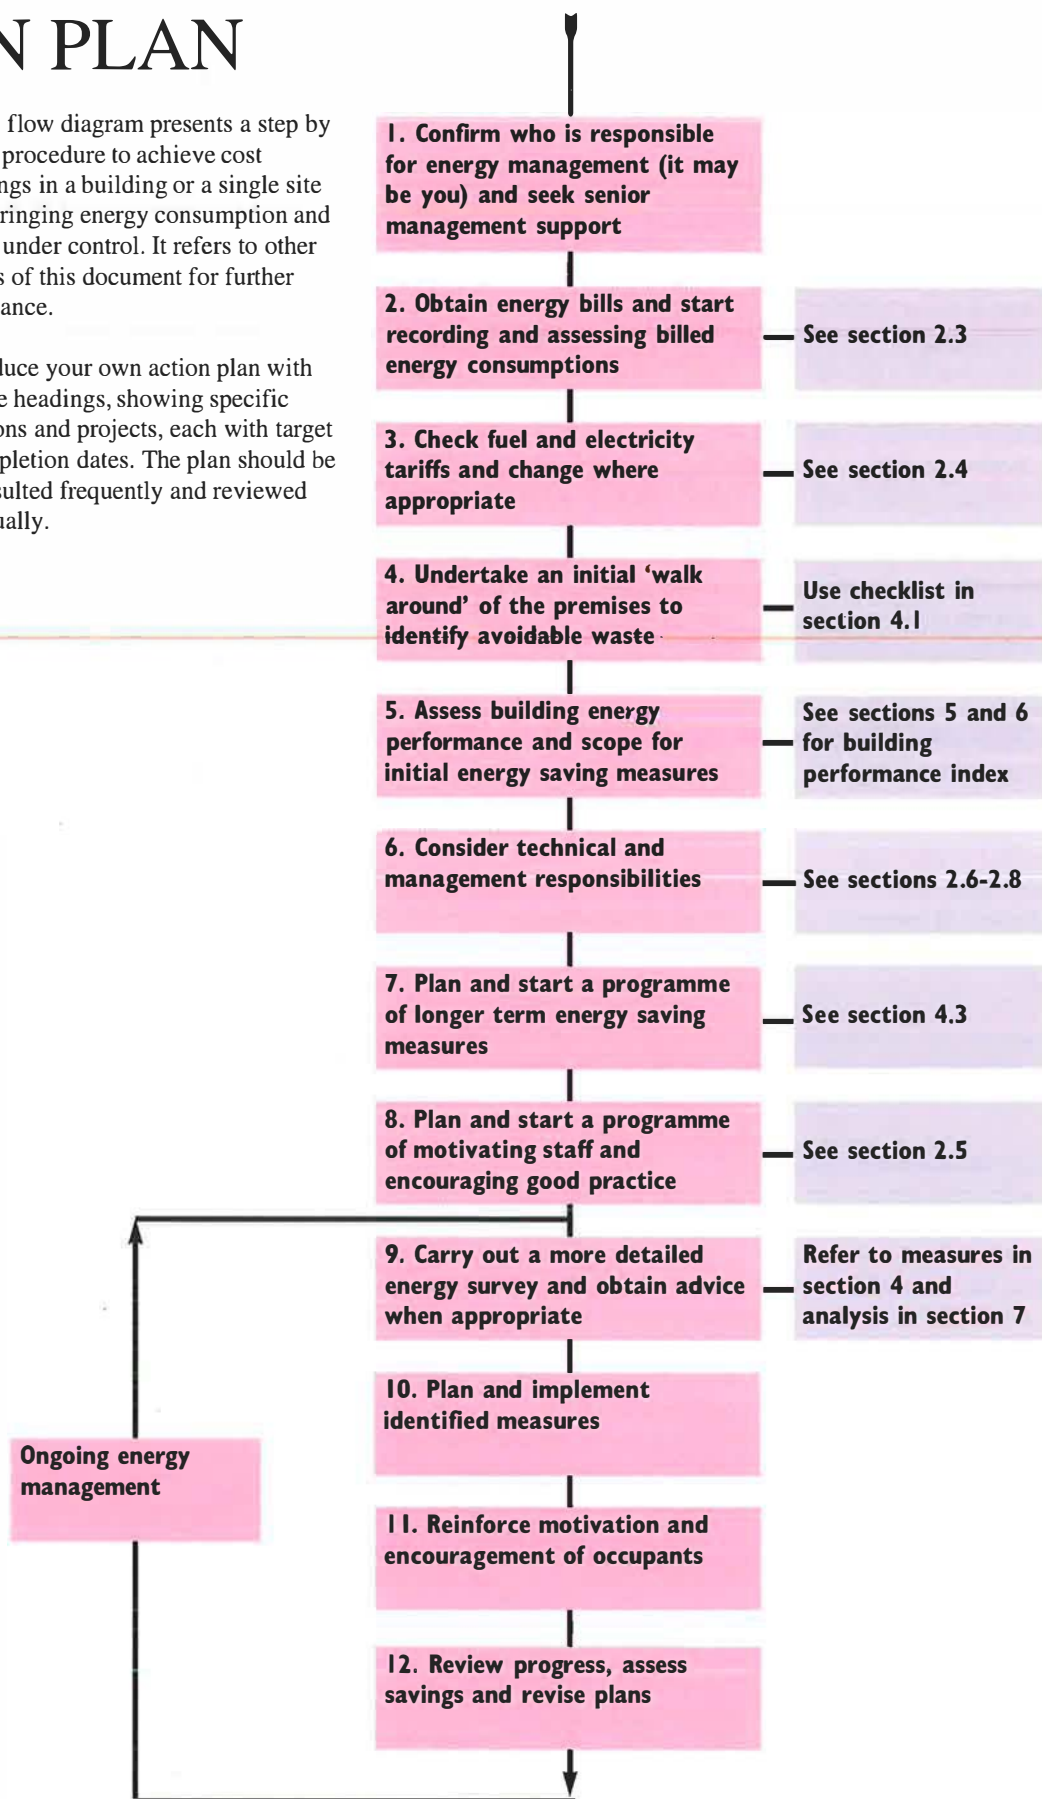 N PLAN
flow diagram presents a step by
procedure to achieve cost
ngs in a building or a single site
ringing energy consumption and
under control. It refers to other
s of this document for further
ance.
duce your own action plan with
e headings, showing specific
ons and projects, each with target
pletion dates. The plan should be
sulted frequently and reviewed
ually.
1. Confirm who is responsible
for energy management (it may
be you) and seek senior
management support
2. Obtain energy bills and start
recording and assessing billed
energy consumptions
See section 2.3
3. Check fuel and electricity
tariffs and change where
appropriate
See section 2.4
4. Undertake an initial ‘walk
around’ of the premises to
identify avoidable waste
Use checklist in
section 4.1
5. Assess building energy
performance and scope for
initial energy saving measures
See sections 5 and 6
for building
performance index
6. Consider technical and
management responsibilities
See sections 2.6-2.8
7. Plan and start a programme
of longer term energy saving
measures
See section 4.3
8. Plan and start a programme
of motivating staff and
encouraging good practice
See section 2.5
9. Carry out a more detailed
energy survey and obtain advice
when appropriate
Refer to measures in
section 4 and
analysis in section 7
10. Plan and implement
identified measures
Ongoing energy
management
11. Reinforce motivation and
encouragement of occupants
12. Review progress, assess
savings and revise plans